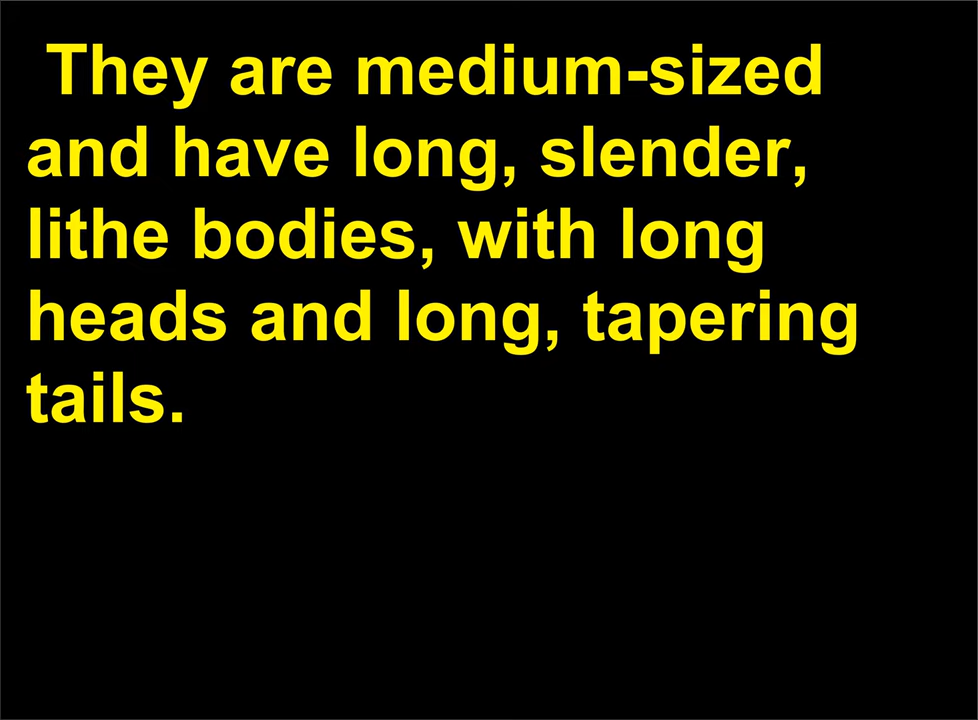 They are medium-sized
and have long, slender,
lithe bodies, with long
heads and long, tapering
tails.